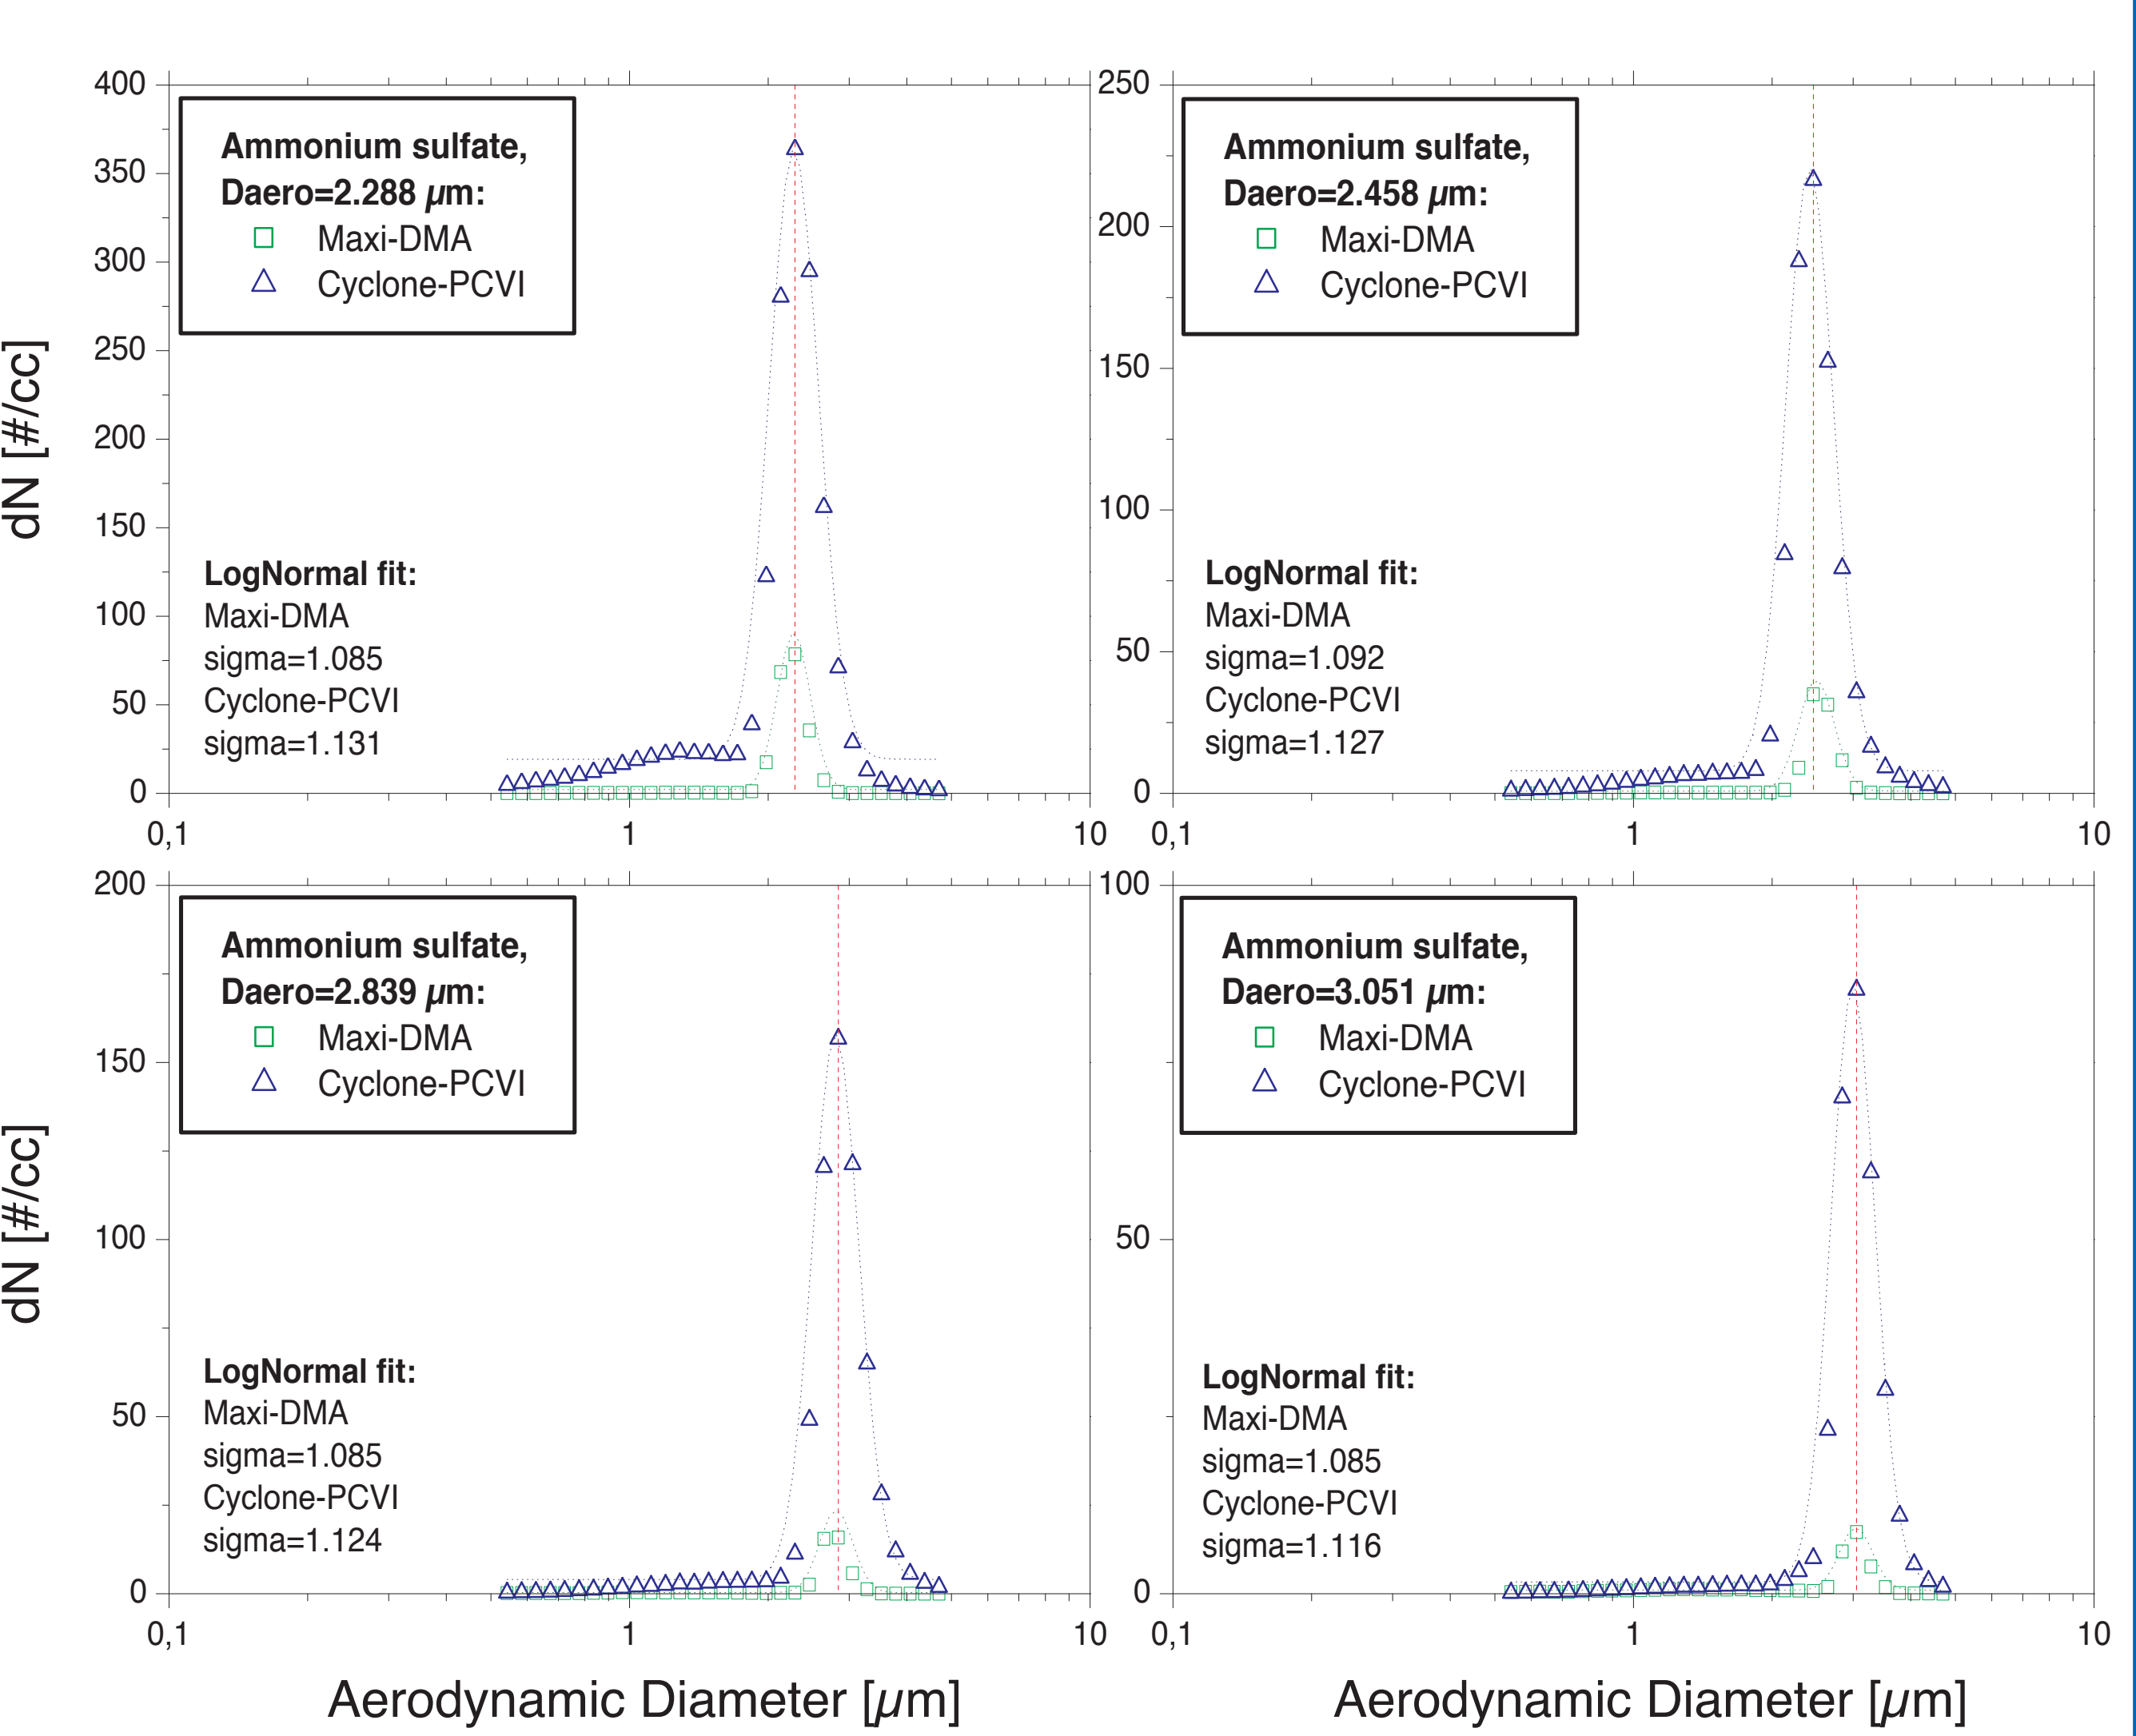 400
350
300
250
200
150
100
50
0
dN [#/cc]
Ammonium sulfate,
Daero=2.288 µm:
Maxi-DMA
Cyclone-PCVI
LogNormal fit:
Maxi-DMA
sigma=1.085
Cyclone-PCVI
sigma=1.131
0,1
1
10
250
200
150
100
50
0
Ammonium sulfate,
Daero=2.458 µm:
Maxi-DMA
Cyclone-PCVI
LogNormal fit:
Maxi-DMA
sigma=1.092
Cyclone-PCVI
sigma=1.127
0,1
1
10
200
150
100
50
0
dN [#/cc]
Ammonium sulfate,
Daero=2.839 µm:
Maxi-DMA
Cyclone-PCVI
LogNormal fit:
Maxi-DMA
sigma=1.085
Cyclone-PCVI
sigma=1.124
0,1
1
10
Aerodynamic Diameter [µm]
100
50
0
Ammonium sulfate,
Daero=3.051 µm:
Maxi-DMA
Cyclone-PCVI
LogNormal fit:
Maxi-DMA
sigma=1.085
Cyclone-PCVI
sigma=1.116
0,1
1
10
Aerodynamic Diameter [µm]